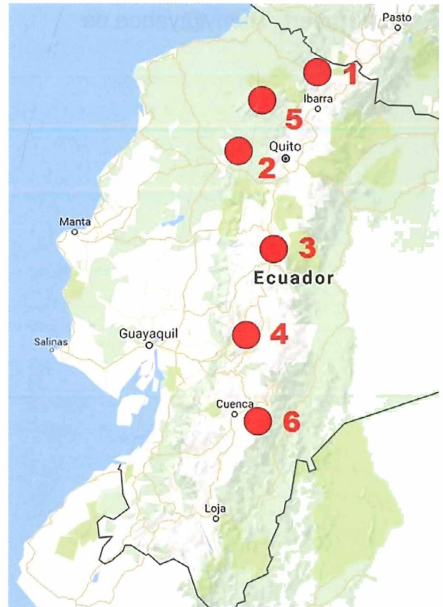 Pasto
1
Ibarra
5
Quito
2
Manta
3
Ecuador
Guayaquil
4
Salinas
Cuenca
6
Loja